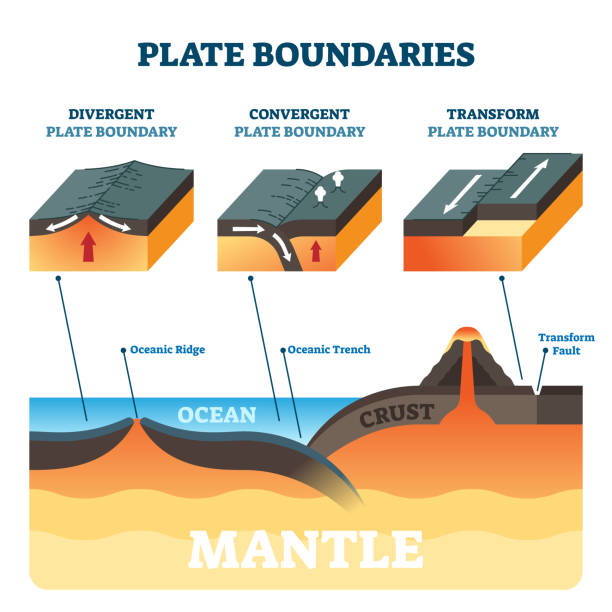 PLATE BOUNDARIES
DIVERGENT
PLATE BOUNDARY
CONVERGENT
PLATE BOUNDARY
TRANSFORM
PLATE BOUNDARY
Oceanic Ridge
Oceanic Trench
Transform
Fault
OCEAN
CRUST
MANTLE